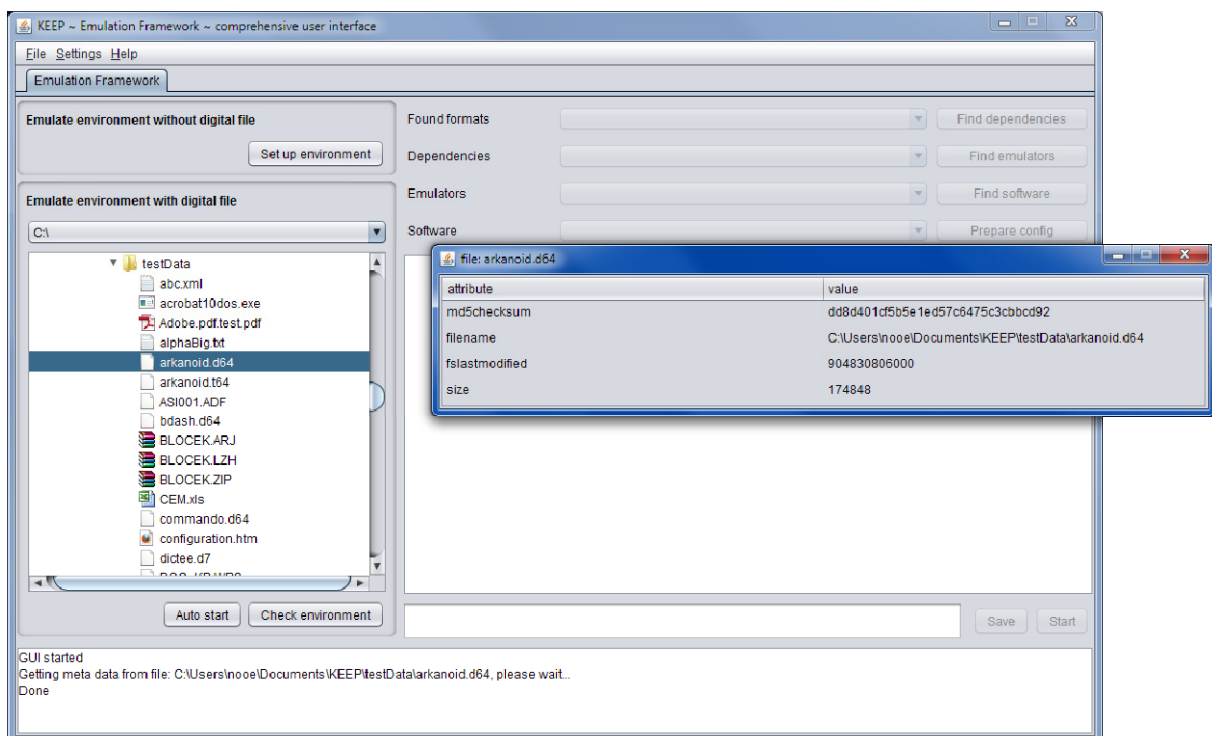 KEEP ~ Emulation Framework ~ comprehensive user interface
File Settings Help
Emulation Framework
Emulate environment without digital file
Set up environment
Emulate environment with digital file
C:\
testData
abc.xml
acrobat10dos.exe
Adobe.pdf.test.pdf
alphaBig.txt
arkanoid.d64
arkanoid.t64
ASI001.ADF
bdash.d64
BLOCEK.ARJ
BLOCEK.LZH
BLOCEK.ZIP
CEM.xls
commando.d64
configuration.htm
dictee.d7
Auto start Check environment
Found formats Find dependencies
Dependencies Find emulators
Emulators Find software
Software Prepare config
file: arkanoid.d64
attribute value
md5checksum dd8d401cf5b5e1ed57c6475c3cbbcd92
filename C:\Users\nooe\Documents\KEEP\testData\arkanoid.d64
fslastmodified 904830806000
size 174848
Save Start
GUI started
Getting meta data from file: C:\Users\nooe\Documents\KEEP\testData\arkanoid.d64, please wait...
Done